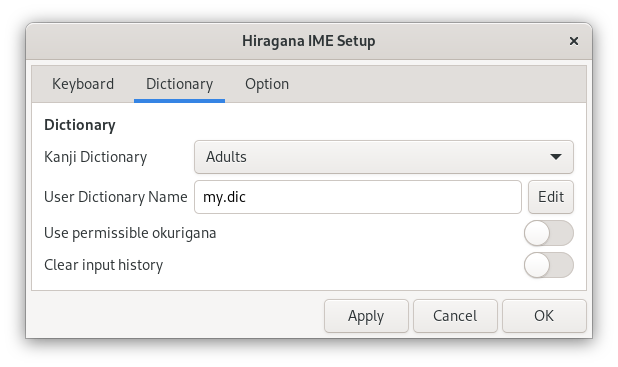 Hiragana IME Setup ×
Keyboard Dictionary Option
Dictionary
Kanji Dictionary Adults
User Dictionary Name my.dic Edit
Use permissible okurigana
Clear input history
Apply Cancel OK